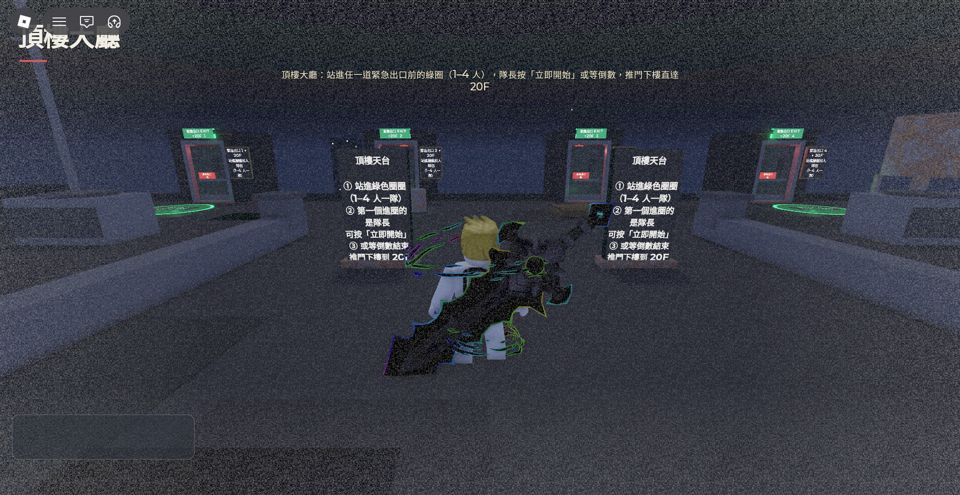 頂樓大廳
頂樓大廳：站進任一道緊急出口前的綠圈（1–4 人），隊長按「立即開始」或等倒數，推門下樓直達
20F
頂樓天台
① 站進綠色圈圈
（1–4 人一隊）
② 第一個進圈的
是隊長
可按「立即開始」
③ 或等倒數結束
推門下樓到 20
頂樓天台
① 站進綠色圈圈
（1–4 人一隊）
② 第一個進圈的
是隊長
可按「立即開始」
③ 或等倒數結束
推門下樓到 20F